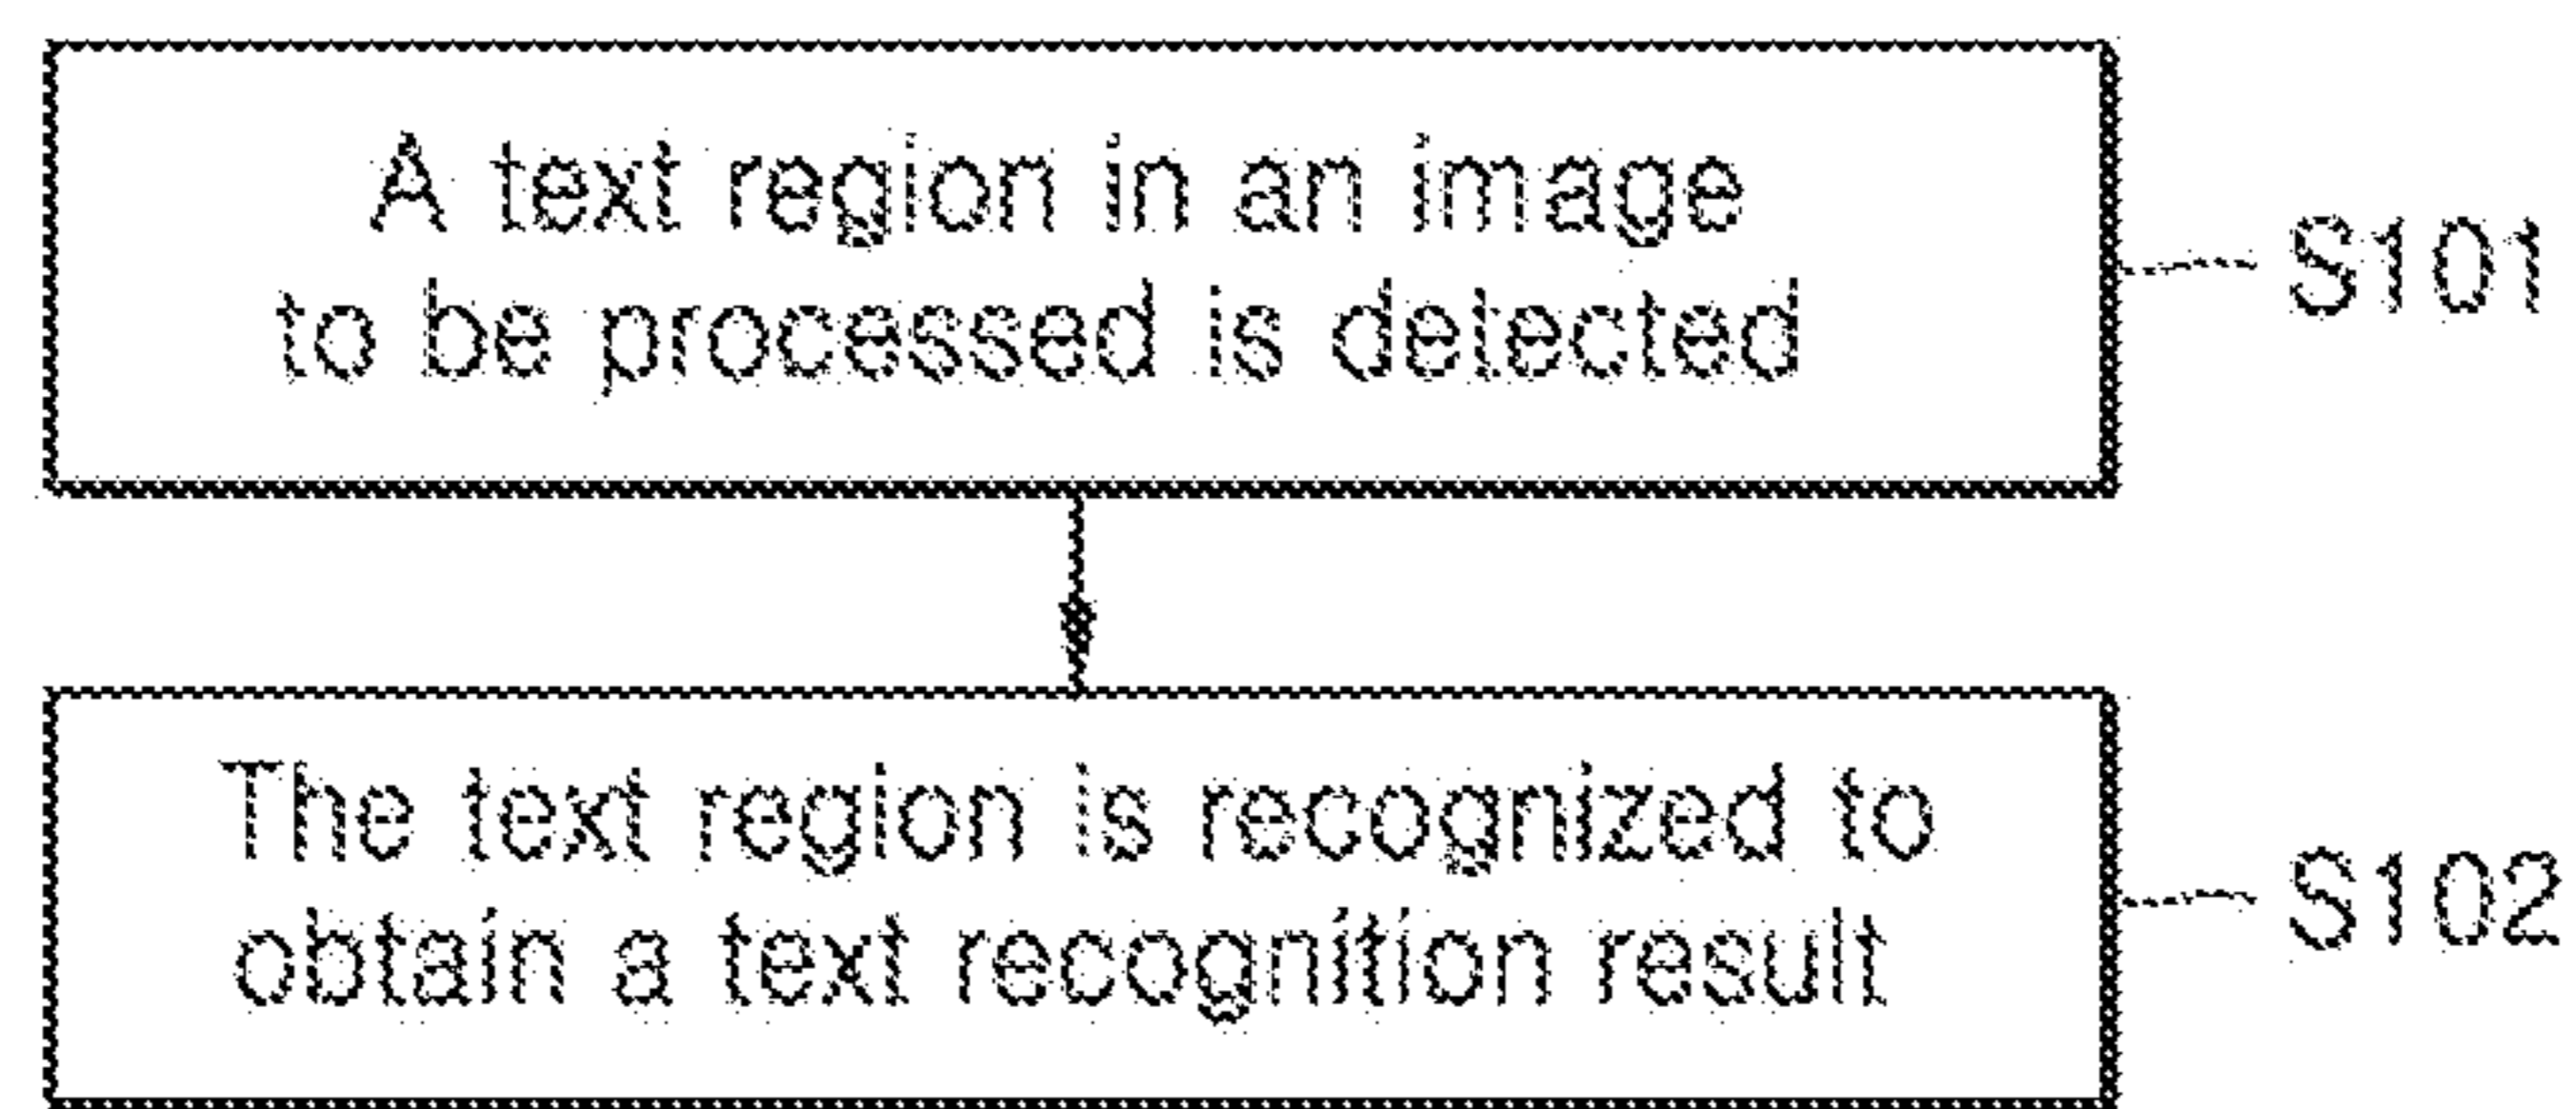 A text region in an image
to be processed is detected
S101
The text region is recognized to
obtain a text recognition result
S102